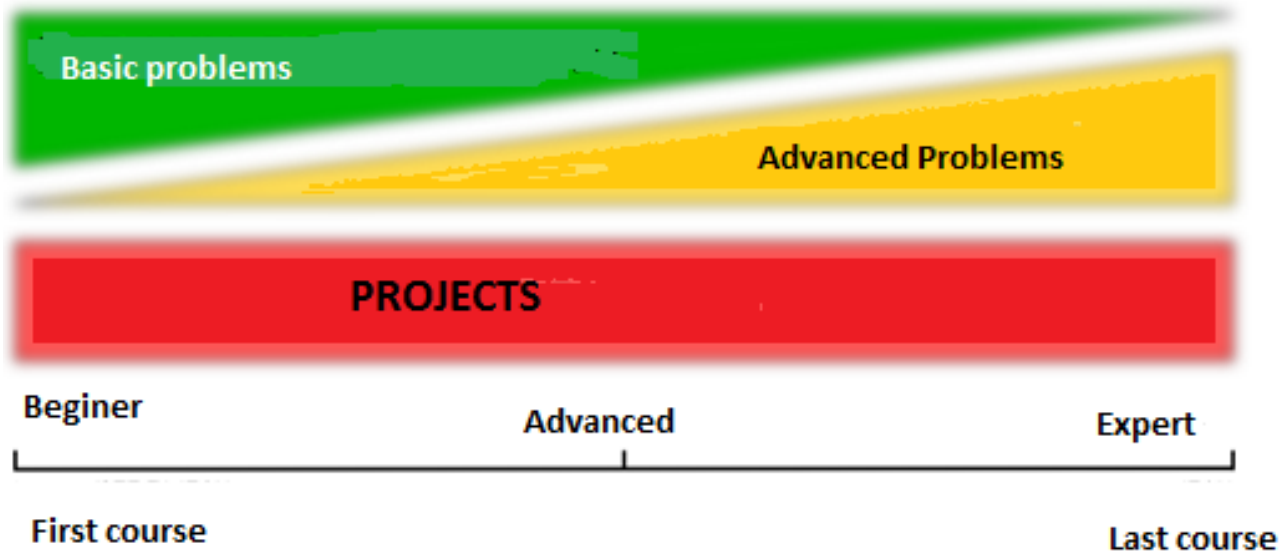 Basic problems
Advanced Problems
PROJECTS
Beginer
Advanced
Expert
First course
Last course